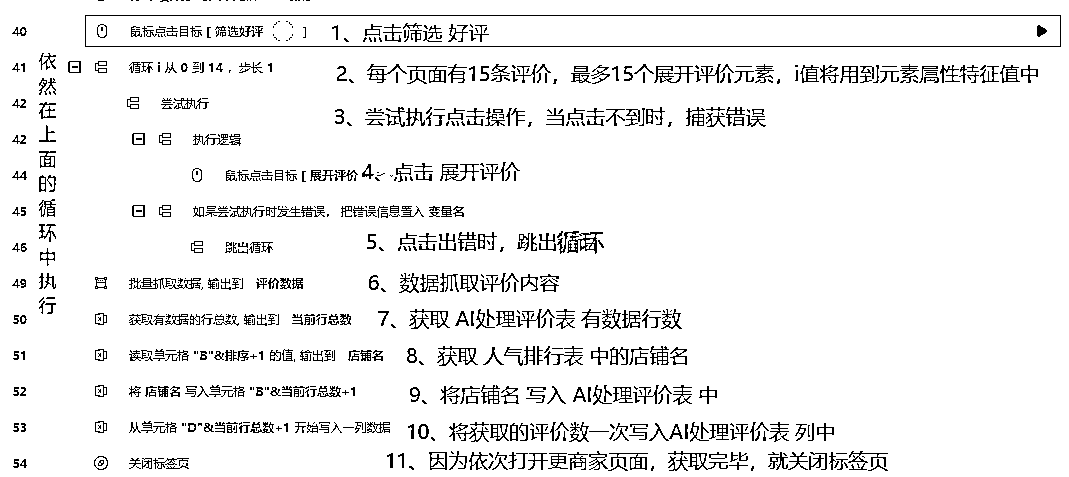 40 鼠标点击目标 [ 筛选好评 ] 1、点击筛选 好评
41 循环 i 从 0 到 14 ，步长 1 2、每个页面有15条评价，最多15个展开评价元素，i值将用到元素属性特征值中
42 尝试执行 3、尝试执行点击操作，当点击不到时，捕获错误
42 执行逻辑
44 鼠标点击目标 [ 展开评价 4、点击 展开评价
45 如果尝试执行时发生错误， 把错误信息置入 变量名
46 跳出循环 5、点击出错时，跳出循环
49 批量抓取数据, 输出到 评价数据 6、数据抓取评价内容
50 获取有数据的行总数, 输出到 当前行总数 7、获取 AI处理评价表 有数据行数
51 读取单元格 "B"&排序+1 的值, 输出到 店铺名 8、获取 人气排行表 中的店铺名
52 将 店铺名 写入单元格 "B"&当前行总数+1 9、将店铺名 写入 AI处理评价表 中
53 从单元格 "D"&当前行总数+1 开始写入一列数据 10、将获取的评价数一次写入AI处理评价表 列中
54 关闭标签页 11、因为依次打开更商家页面，获取完毕，就关闭标签页
依然在上面的循环中执行